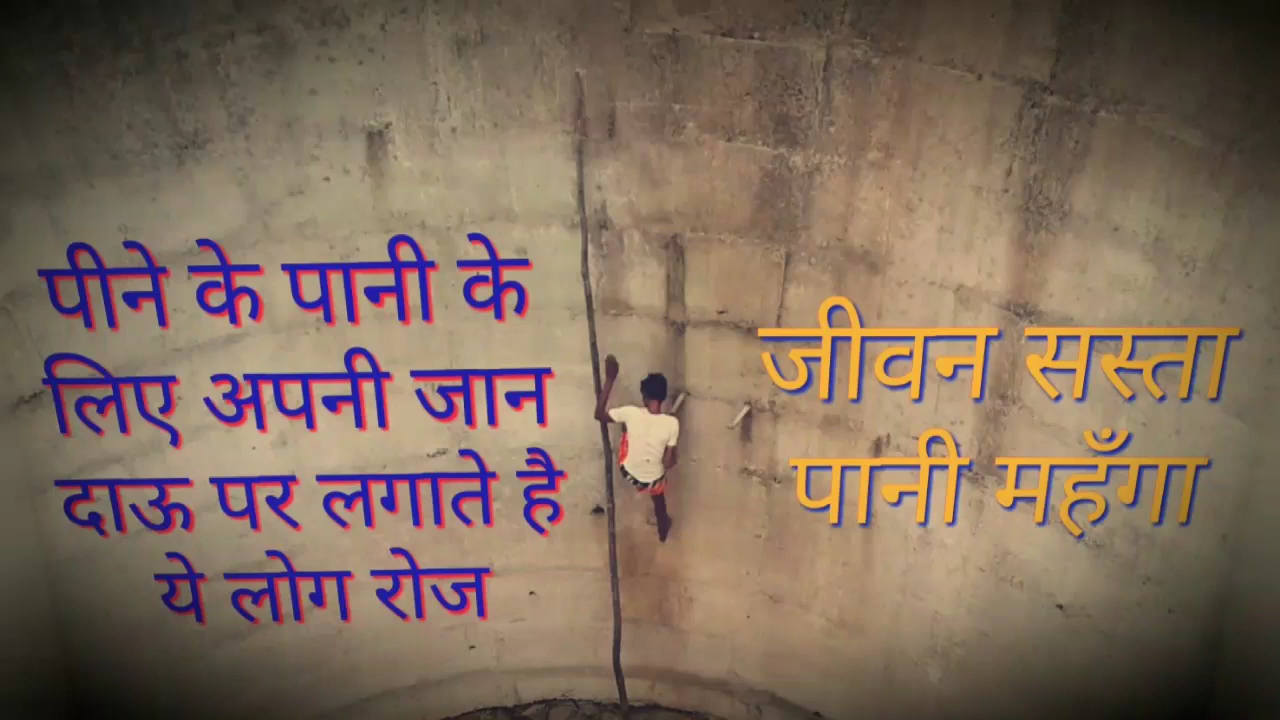 पीने के पानी के
लिए अपनी जान
दाऊ पर लगाते है
ये लोग रोज
जीवन सस्ता
पानी महँगा